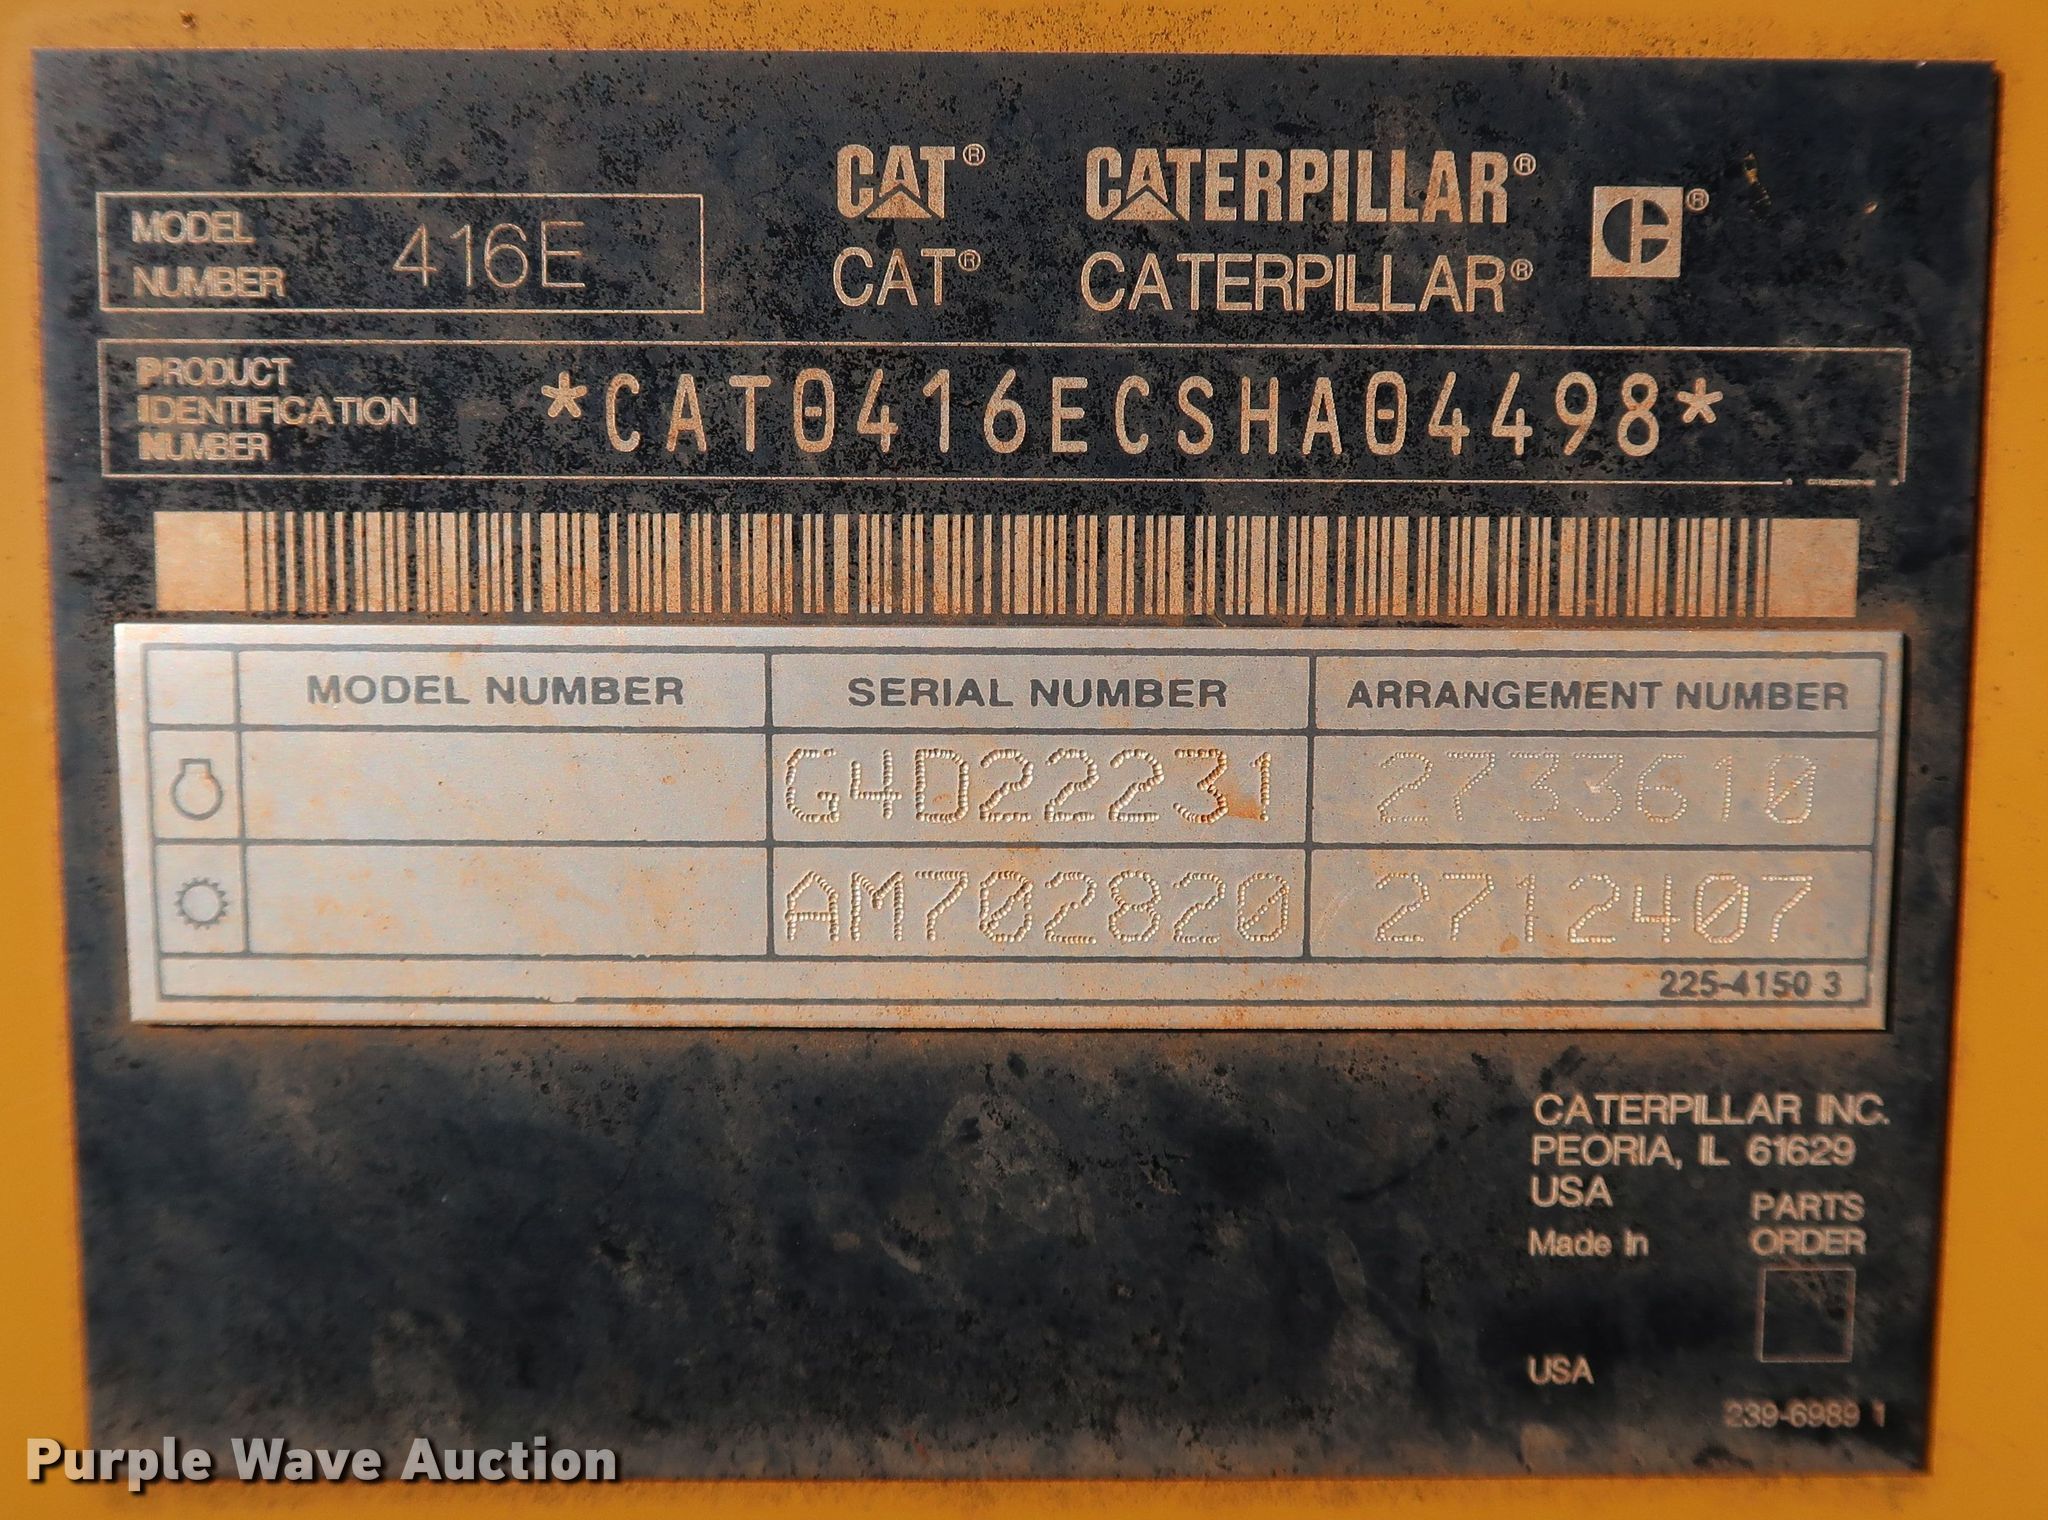 CAT® CATERPILLAR®
CAT® CATERPILLAR® ®
MODEL
NUMBER 416E
PRODUCT
IDENTIFICATION
NUMBER *CAT0416ECSHA04498*
MODEL NUMBER SERIAL NUMBER ARRANGEMENT NUMBER
G4D22231 2733610
AM702820 2712407
225-4150 3
CATERPILLAR INC.
PEORIA, IL 61629
USA
PARTS
ORDER
Made In
USA
239-6989 1
Purple Wave Auction